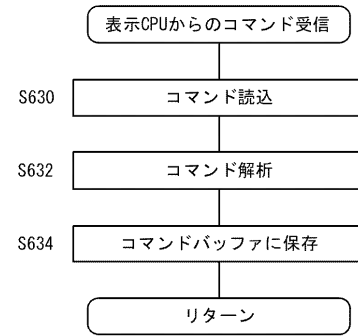 表示CPUからのコマンド受信
S630 コマンド読込
S632 コマンド解析
S634 コマンドバッファに保存
リターン